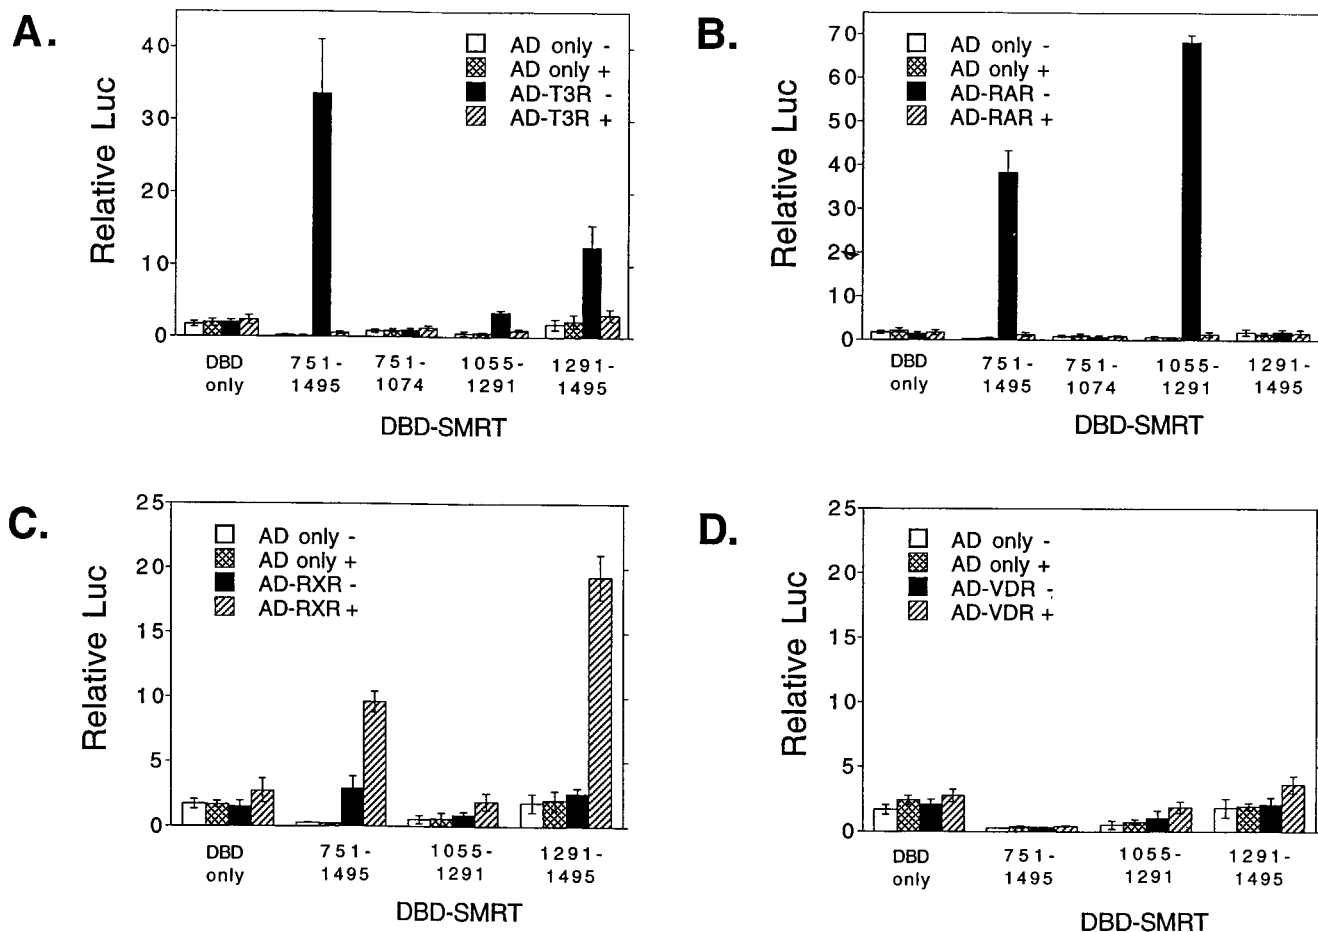 A.
Relative Luc
40
30
20
10
0
AD only -
AD only +
AD-T3R -
AD-T3R +
DBD only
751-1495
751-1074
1055-1291
1291-1495
DBD-SMRT
B.
Relative Luc
70
60
50
40
30
20
10
0
AD only -
AD only +
AD-RAR -
AD-RAR +
DBD only
751-1495
751-1074
1055-1291
1291-1495
DBD-SMRT
C.
Relative Luc
25
20
15
10
5
0
AD only -
AD only +
AD-RXR -
AD-RXR +
DBD only
751-1495
1055-1291
1291-1495
DBD-SMRT
D.
Relative Luc
25
20
15
10
5
0
AD only -
AD only +
AD-VDR -
AD-VDR +
DBD only
751-1495
1055-1291
1291-1495
DBD-SMRT